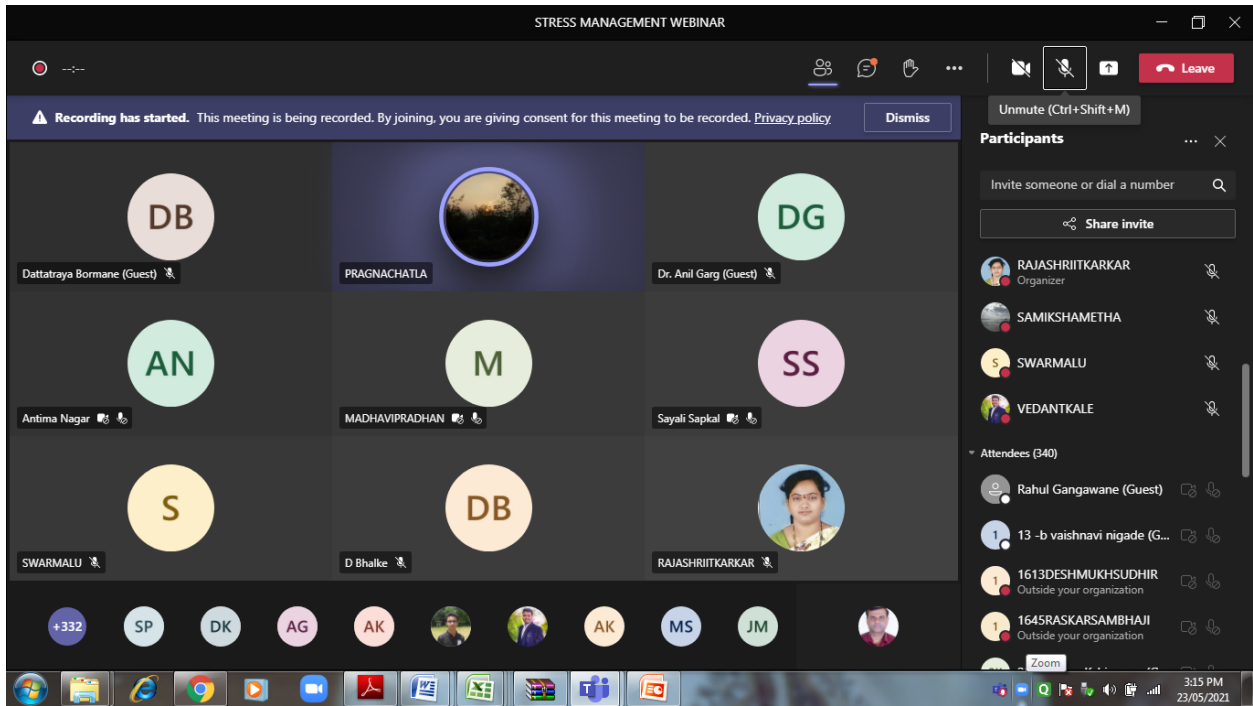 STRESS MANAGEMENT WEBINAR
--:--
Leave
Unmute (Ctrl+Shift+M)
Recording has started. This meeting is being recorded. By joining, you are giving consent for this meeting to be recorded. Privacy policy
Dismiss
DB
Dattatraya Bormane (Guest)
PRAGNACHATLA
DG
Dr. Anil Garg (Guest)
AN
Antima Nagar
M
MADHAVIPRADHAN
SS
Sayali Sapkal
S
SWARMALU
DB
D Bhalke
RAJASHRIITKARKAR
+332
SP
DK
AG
AK
AK
MS
JM
Participants
Invite someone or dial a number
Share invite
RAJASHRIITKARKAR
Organizer
SAMIKSHAMETHA
S
SWARMALU
VEDANTKALE
Attendees (340)
Rahul Gangawane (Guest)
1
13 -b vaishnavi nigade (G...
1
1613DESHMUKHSUDHIR
Outside your organization
1
1645RASKARSAMBHAJI
Outside your organization
Zoom
3:15 PM
23/05/2021